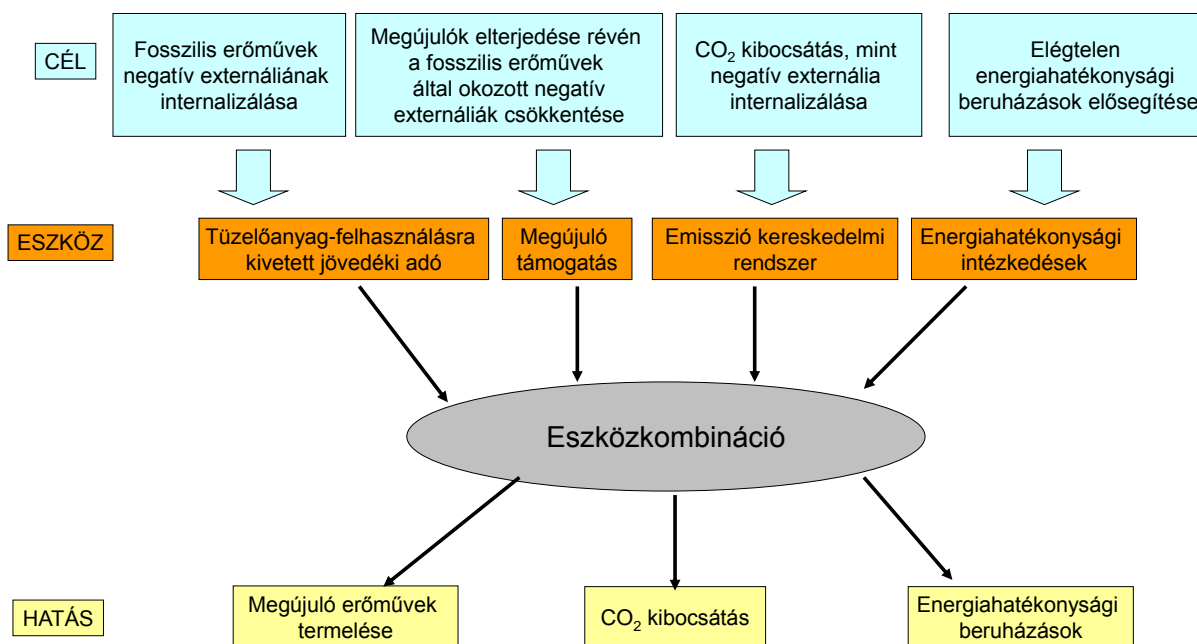 CÉL
Fosszilis erőművek
negatív externáliának
internalizálása
Megújulók elterjedése révén
a fosszilis erőművek
által okozott negatív
externáliák csökkentése
CO₂ kibocsátás, mint
negatív externália
internalizálása
Elégtelen
energiahatékonysági
beruházások elősegítése
ESZKÖZ
Tüzelőanyag-felhasználásra
kivetett jövedéki adó
Megújuló
támogatás
Emisszió kereskedelmi
rendszer
Energiahatékonysági
intézkedések
Eszközkombináció
HATÁS
Megújuló erőművek
termelése
CO₂ kibocsátás
Energiahatékonysági
beruházások